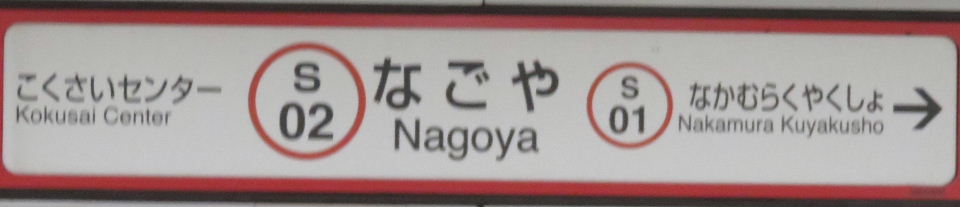 こくさいセンター
Kokusai Center
S
02
なごや
Nagoya
S
01
なかむらくやくしょ
Nakamura Kuyakusho